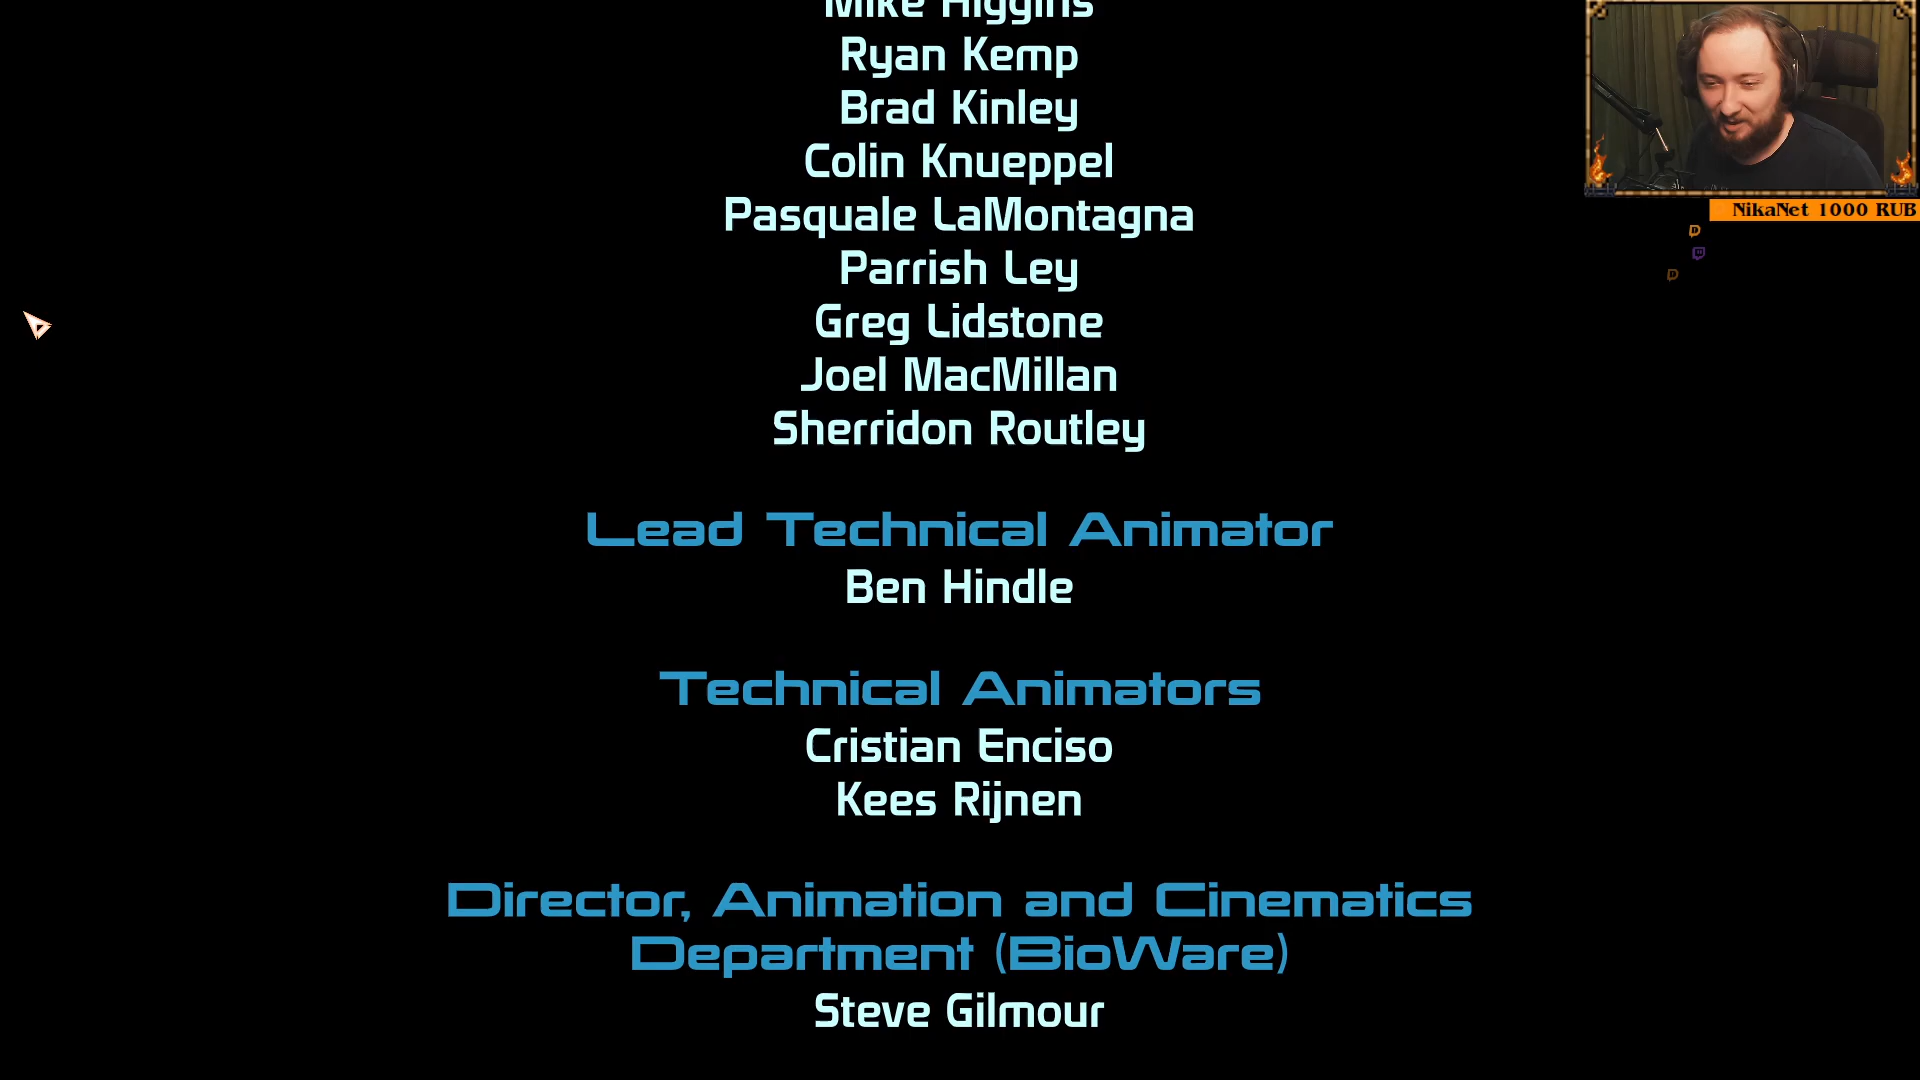 Mike Higgins
Ryan Kemp
Brad Kinley
Colin Knueppel
Pasquale LaMontagna
Parrish Ley
Greg Lidstone
Joel MacMillan
Sherridon Routley
Lead Technical Animator
Ben Hindle
Technical Animators
Cristian Enciso
Kees Rijnen
Director, Animation and Cinematics
Department (BioWare)
Steve Gilmour
NikaNet 1000 RUB